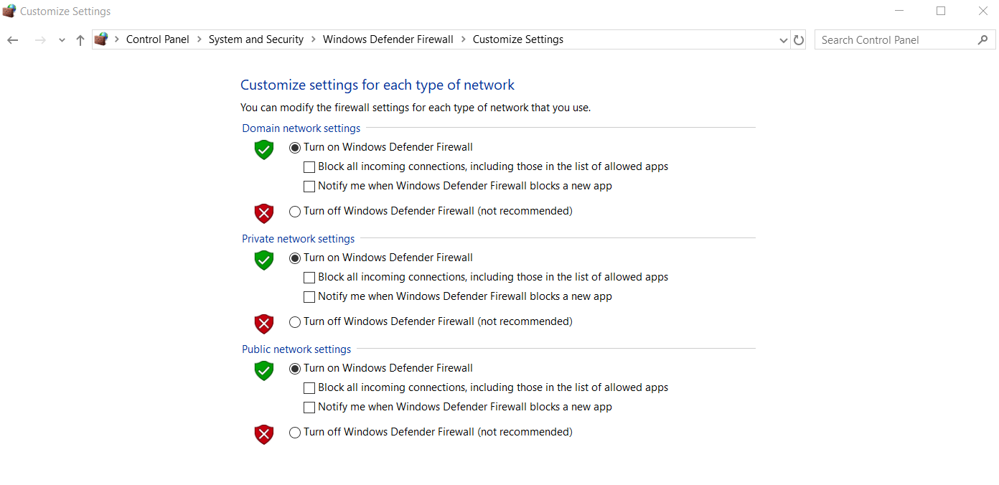 Customize Settings
Control Panel > System and Security > Windows Defender Firewall > Customize Settings
Search Control Panel
Customize settings for each type of network
You can modify the firewall settings for each type of network that you use.
Domain network settings
Turn on Windows Defender Firewall
Block all incoming connections, including those in the list of allowed apps
Notify me when Windows Defender Firewall blocks a new app
Turn off Windows Defender Firewall (not recommended)
Private network settings
Turn on Windows Defender Firewall
Block all incoming connections, including those in the list of allowed apps
Notify me when Windows Defender Firewall blocks a new app
Turn off Windows Defender Firewall (not recommended)
Public network settings
Turn on Windows Defender Firewall
Block all incoming connections, including those in the list of allowed apps
Notify me when Windows Defender Firewall blocks a new app
Turn off Windows Defender Firewall (not recommended)